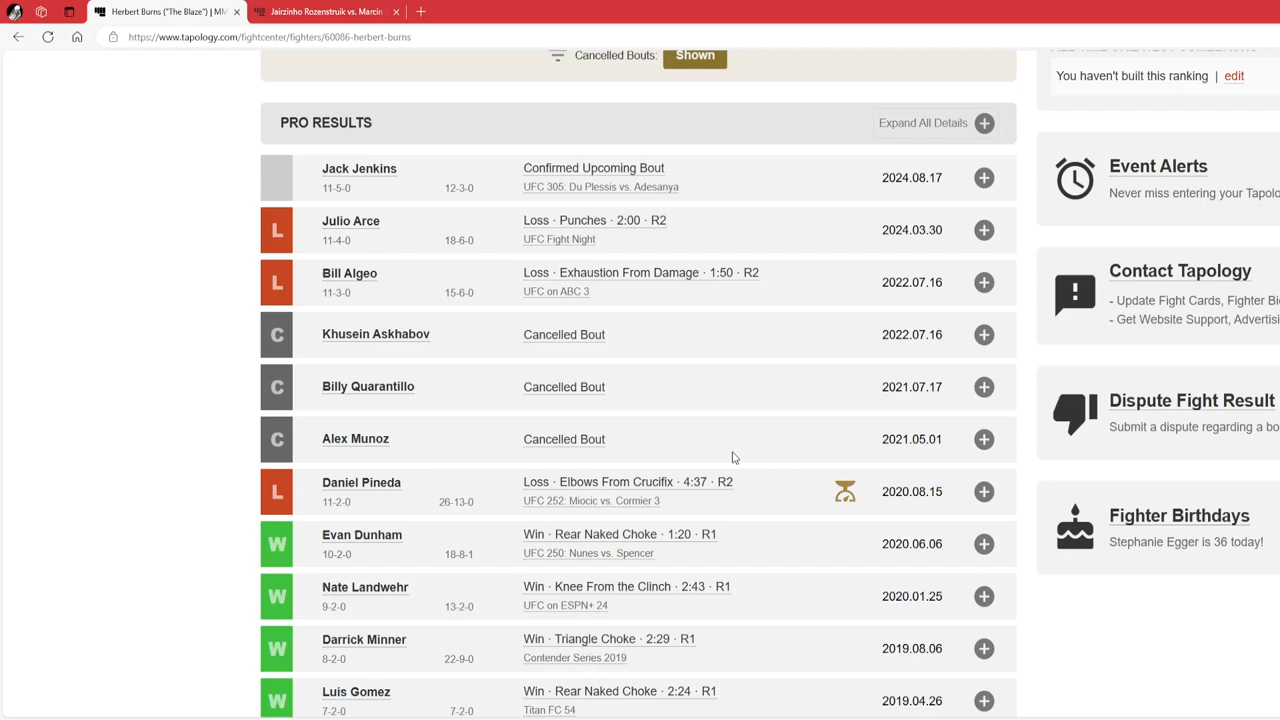 Herbert Burns ("The Blaze") | MM
Jairzinho Rozenstruik vs. Marcin
https://www.tapology.com/fightcenter/fighters/60086-herbert-burns
Cancelled Bouts: Shown
You haven't built this ranking | edit
PRO RESULTS
Expand All Details
Jack Jenkins
Confirmed Upcoming Bout
11-5-0
12-3-0
UFC 305: Du Plessis vs. Adesanya
2024.08.17
L
Julio Arce
Loss · Punches · 2:00 · R2
11-4-0
18-6-0
UFC Fight Night
2024.03.30
L
Bill Algeo
Loss · Exhaustion From Damage · 1:50 · R2
11-3-0
15-6-0
UFC on ABC 3
2022.07.16
C
Khusein Askhabov
Cancelled Bout
2022.07.16
C
Billy Quarantillo
Cancelled Bout
2021.07.17
C
Alex Munoz
Cancelled Bout
2021.05.01
L
Daniel Pineda
Loss · Elbows From Crucifix · 4:37 · R2
11-2-0
26-13-0
UFC 252: Miocic vs. Cormier 3
2020.08.15
W
Evan Dunham
Win · Rear Naked Choke · 1:20 · R1
10-2-0
18-8-1
UFC 250: Nunes vs. Spencer
2020.06.06
W
Nate Landwehr
Win · Knee From the Clinch · 2:43 · R1
9-2-0
13-2-0
UFC on ESPN+ 24
2020.01.25
W
Darrick Minner
Win · Triangle Choke · 2:29 · R1
8-2-0
22-9-0
Contender Series 2019
2019.08.06
W
Luis Gomez
Win · Rear Naked Choke · 2:24 · R1
7-2-0
7-2-0
Titan FC 54
2019.04.26
Event Alerts
Never miss entering your Tapolo
Contact Tapology
- Update Fight Cards, Fighter Bi
- Get Website Support, Advertisi
Dispute Fight Result
Submit a dispute regarding a bo
Fighter Birthdays
Stephanie Egger is 36 today!